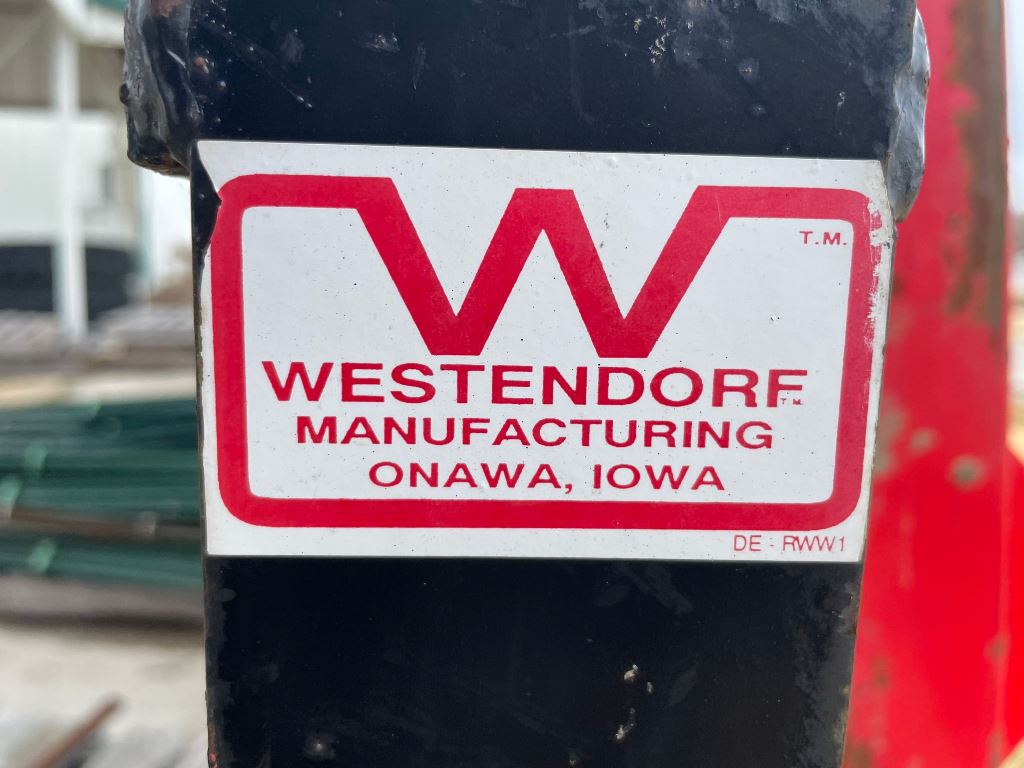 W
T.M.
WESTENDORF T.M.
MANUFACTURING
ONAWA, IOWA
DE - RWW1